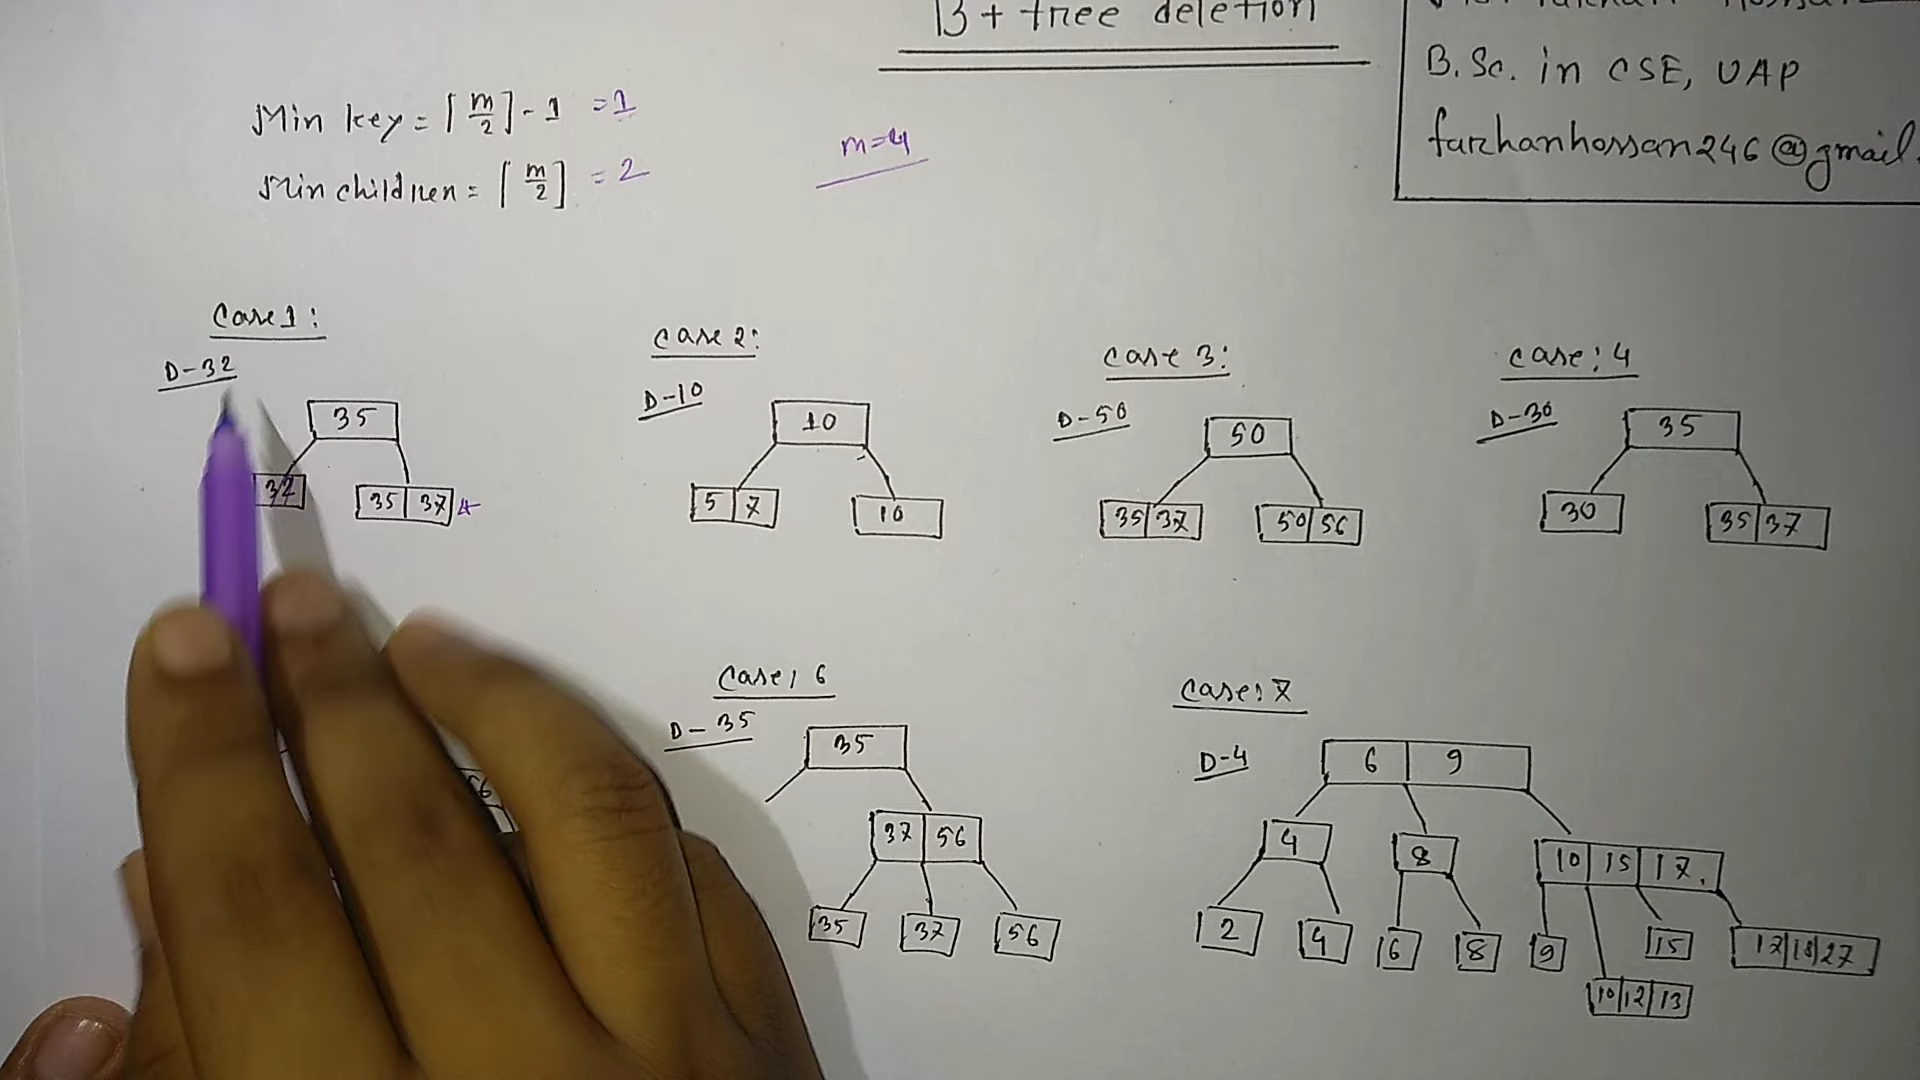 B + tree deletion
B.Sc. in CSE, UAP
farhanhossan246@gmail.
Min key = ⌈m/2⌉ - 1 = 1
Min children = ⌈m/2⌉ = 2
m=4
Case 1:
D-32
35
32
35 37
Case 2:
D-10
10
5 7
10
Case 3:
D-50
50
35 37
50 56
Case: 4
D-30
35
30
35 37
Case: 6
D-35
35
37 56
35 37 56
Case: 7
D-4
6 9
4 8 10 15 17
2 4 6 8 9 15 17 18 27
10 12 13